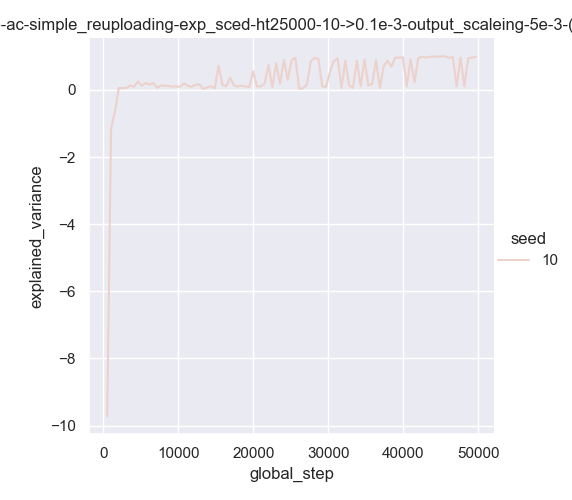 -ac-simple_reuploading-exp_sced-ht25000-10->0.1e-3-output_scaleing-5e-3-(
explained_variance
0
−2
−4
−6
−8
−10
0 10000 20000 30000 40000 50000
global_step
seed
10